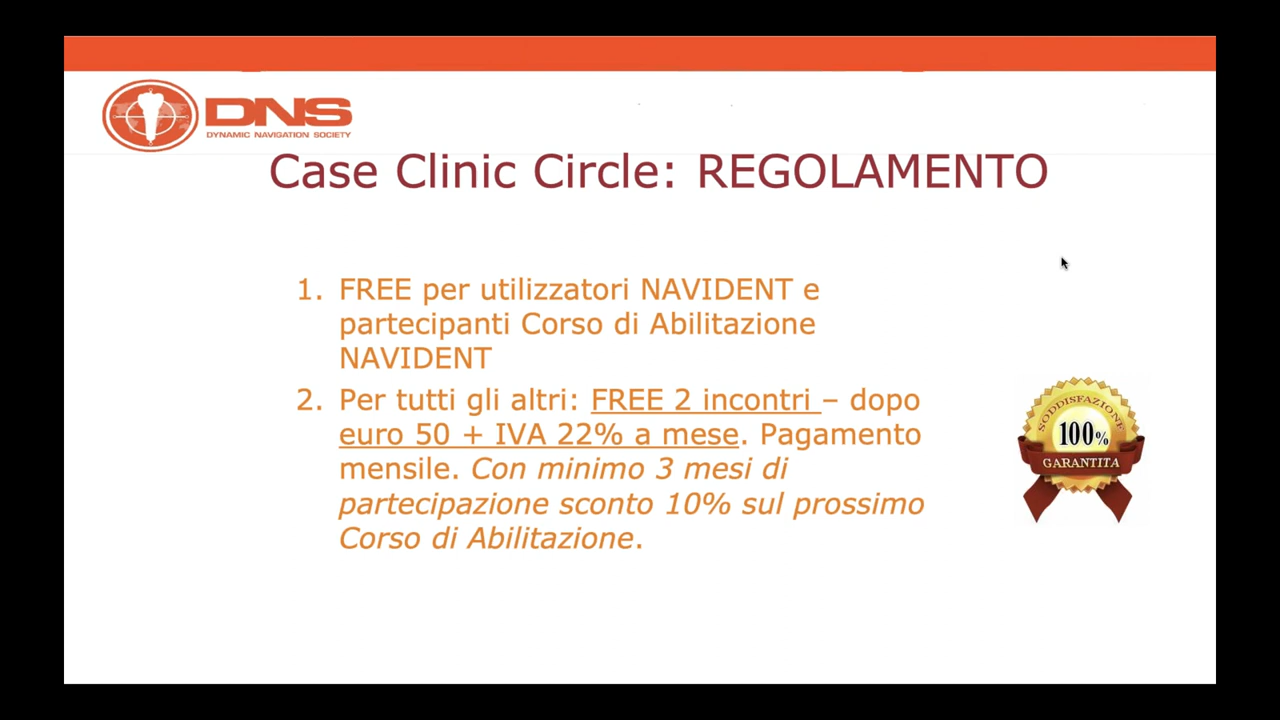 DNS
DYNAMIC NAVIGATION SOCIETY
Case Clinic Circle: REGOLAMENTO
1. FREE per utilizzatori NAVIDENT e
partecipanti Corso di Abilitazione
NAVIDENT
2. Per tutti gli altri: FREE 2 incontri – dopo
euro 50 + IVA 22% a mese. Pagamento
mensile. Con minimo 3 mesi di
partecipazione sconto 10% sul prossimo
Corso di Abilitazione.
SODDISFAZIONE
100%
GARANTITA